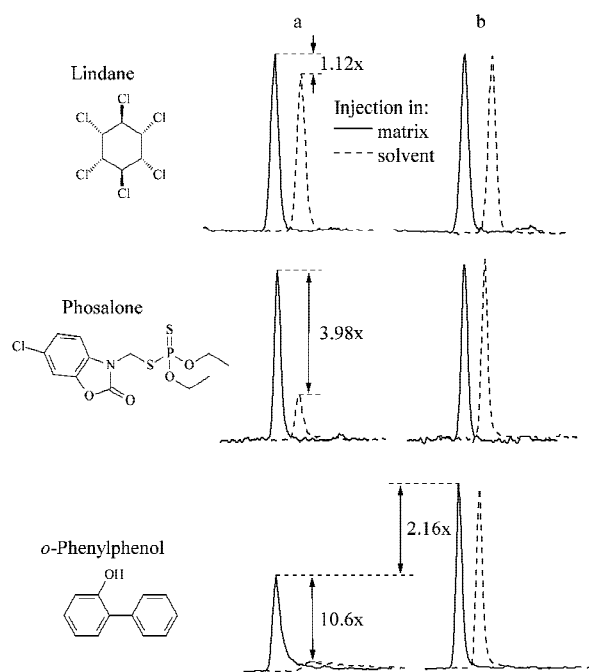 a
b
1.12x
Lindane
Injection in:
matrix
solvent
Cl
Cl
Cl
Cl
Cl
Cl
Phosalone
3.98x
Cl
N
S
S
P
O
O
O
O
2.16x
o-Phenylphenol
OH
10.6x